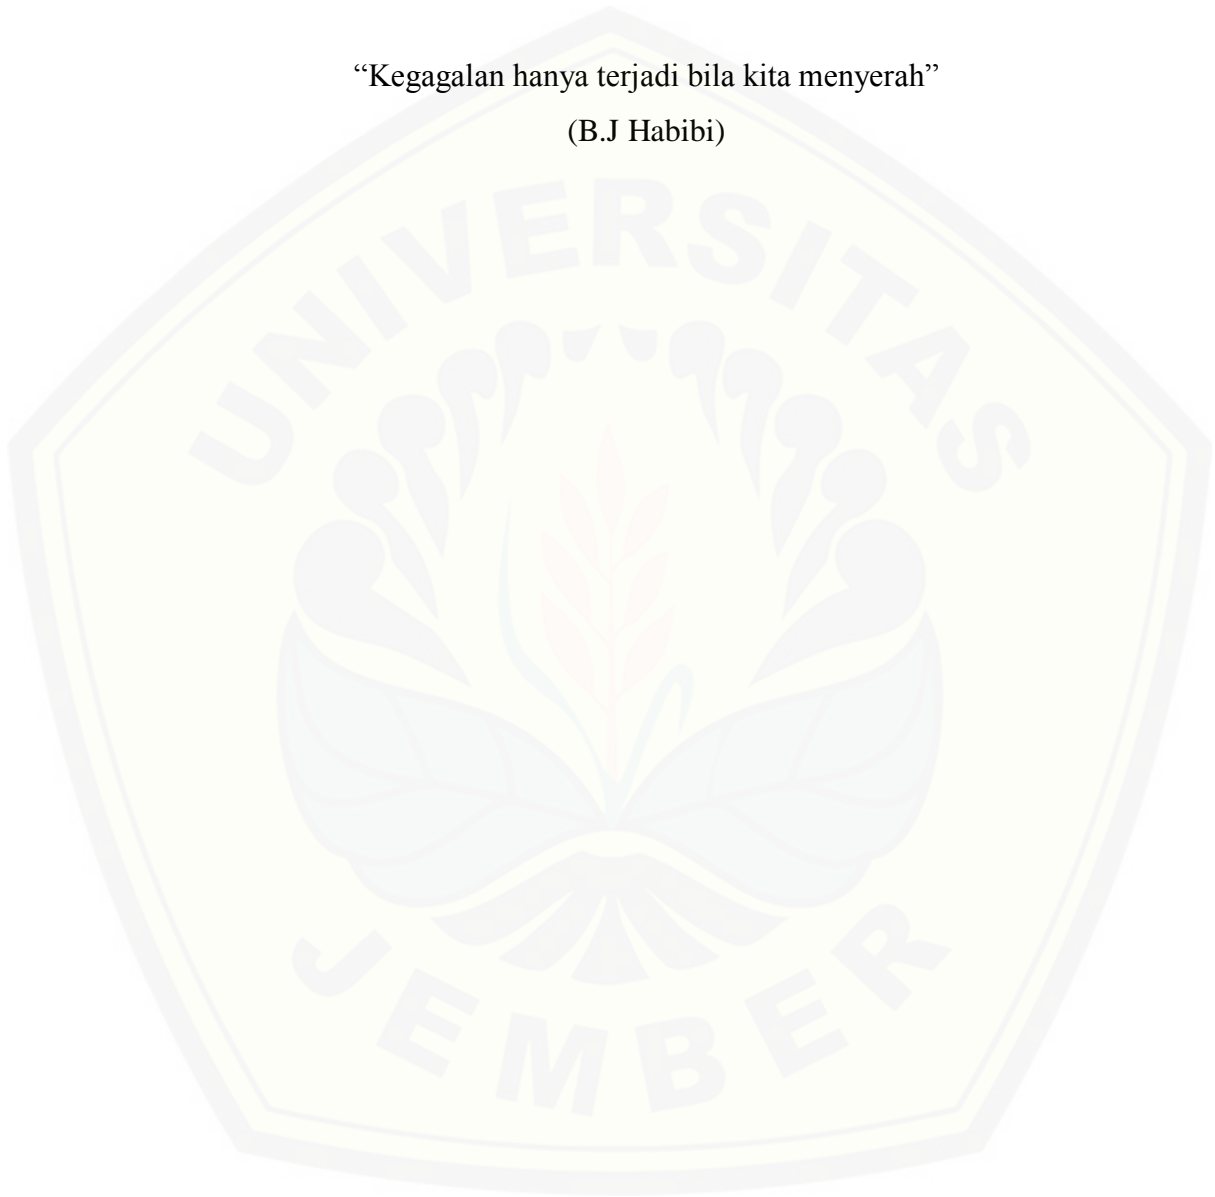 “Kegagalan hanya terjadi bila kita menyerah”
(B.J Habibi)
UNIVERSITAS
JEMBER